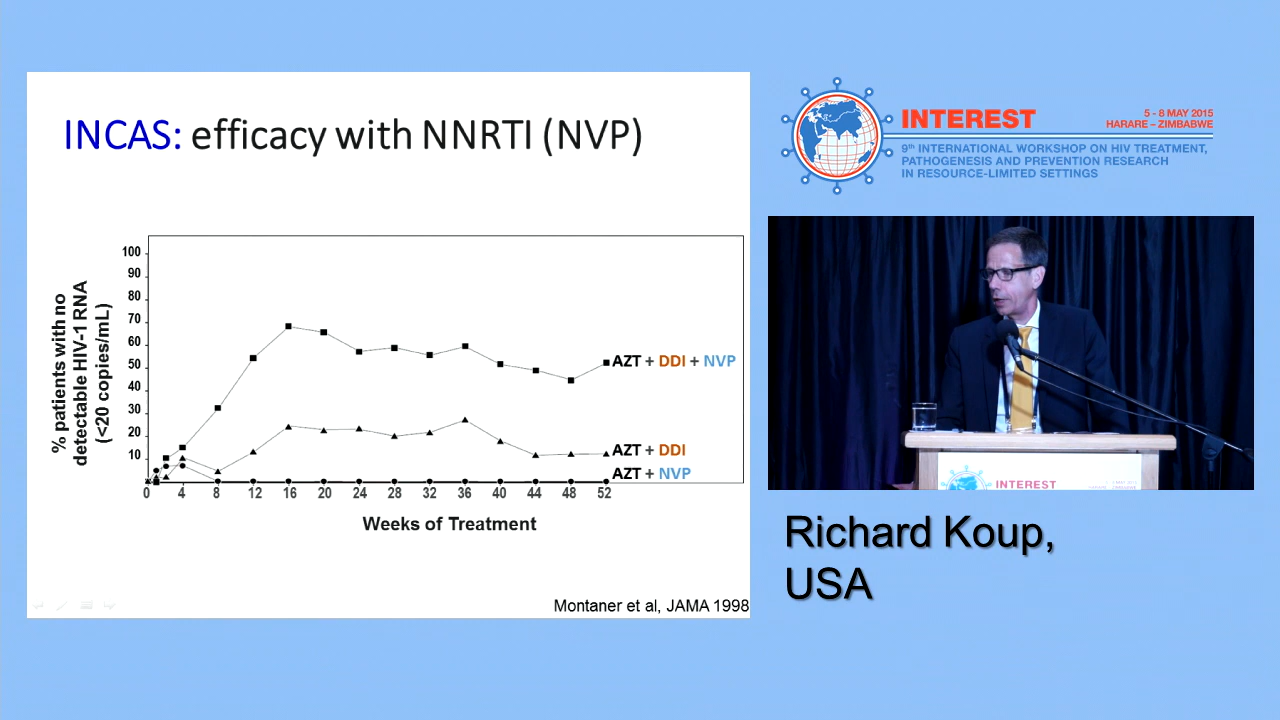 INCAS: efficacy with NNRTI (NVP)
% patients with no
detectable HIV-1 RNA
(<20 copies/mL)
100
90
80
70
60
50
40
30
20
10
0 4 8 12 16 20 24 28 32 36 40 44 48 52
AZT + DDI + NVP
AZT + DDI
AZT + NVP
Weeks of Treatment
Montaner et al, JAMA 1998
INTEREST
5 - 8 MAY 2015
HARARE – ZIMBABWE
9th INTERNATIONAL WORKSHOP ON HIV TREATMENT,
PATHOGENESIS AND PREVENTION RESEARCH
IN RESOURCE-LIMITED SETTINGS
INTEREST
Richard Koup,
USA